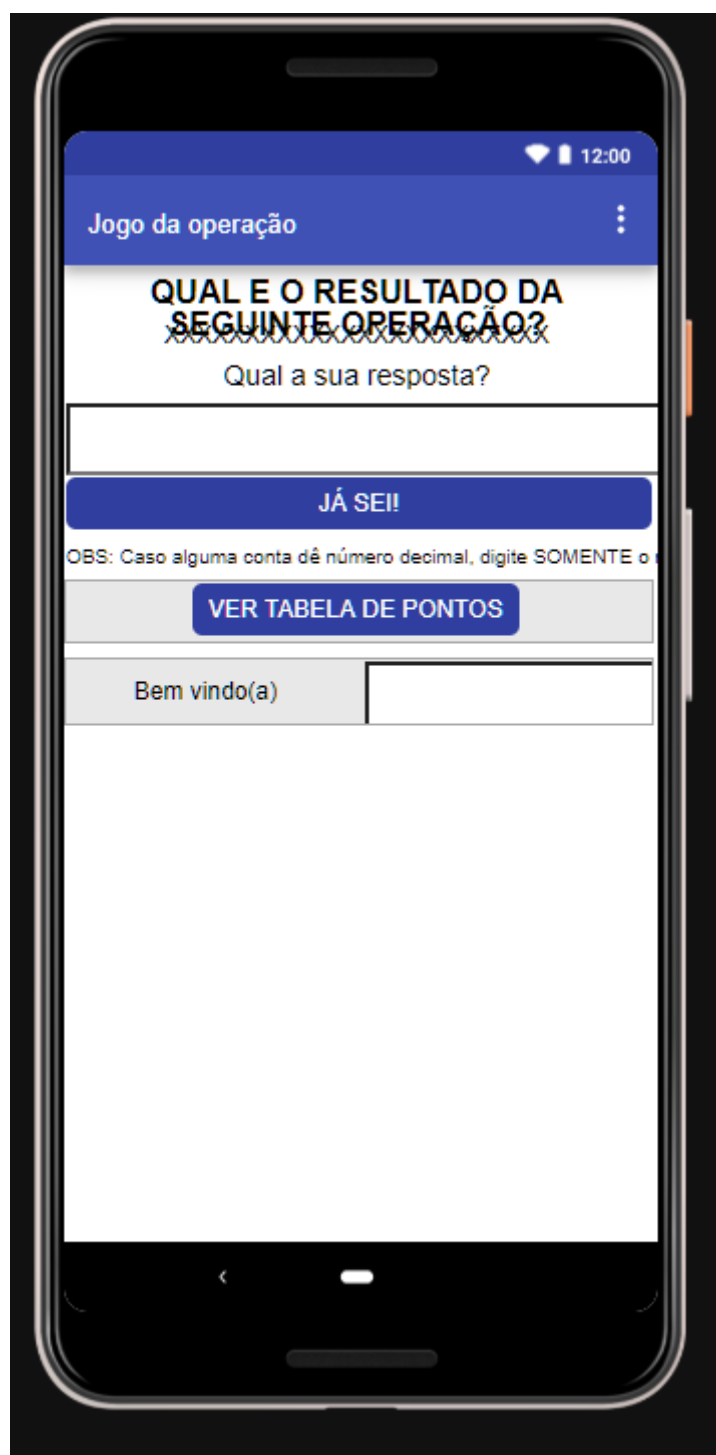 12:00
Jogo da operação
QUAL E O RESULTADO DA
SEGUINTE OPERAÇÃO?
XXXXXXXXXXXXXXXXXXXXXXX
Qual a sua resposta?
JÁ SEI!
OBS: Caso alguma conta dê número decimal, digite SOMENTE o
VER TABELA DE PONTOS
Bem vindo(a)